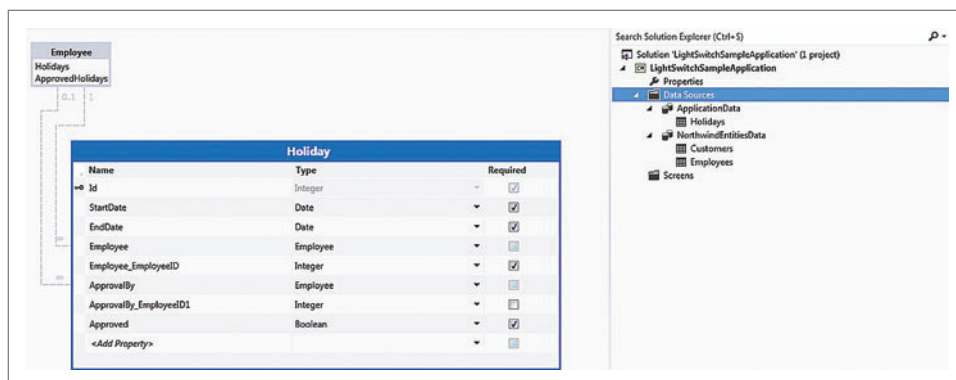 Employee
Holidays
ApprovedHolidays
0..1 1
Holiday
Name Type Required
Id Integer
StartDate Date
EndDate Date
Employee Employee
Employee_EmployeeID Integer
ApprovalBy Employee
ApprovalBy_EmployeeID1 Integer
Approved Boolean
<Add Property>
∞
∞
Search Solution Explorer (Ctrl+S)
Solution 'LightSwitchSampleApplication' (1 project)
C# LightSwitchSampleApplication
Properties
Data Sources
ApplicationData
Holidays
NorthwindEntitiesData
Customers
Employees
Screens